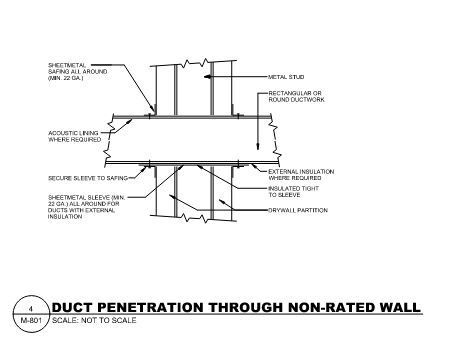 SHEETMETAL
SAFING ALL AROUND
(MIN. 22 GA.)
METAL STUD
RECTANGULAR OR
ROUND DUCTWORK
ACOUSTIC LINING
WHERE REQUIRED
SECURE SLEEVE TO SAFING
EXTERNAL INSULATION
WHERE REQUIRED
INSULATED TIGHT
TO SLEEVE
SHEETMETAL SLEEVE (MIN.
22 GA.) ALL AROUND FOR
DUCTS WITH EXTERNAL
INSULATION
DRYWALL PARTITION
4
M-801
DUCT PENETRATION THROUGH NON-RATED WALL
SCALE: NOT TO SCALE